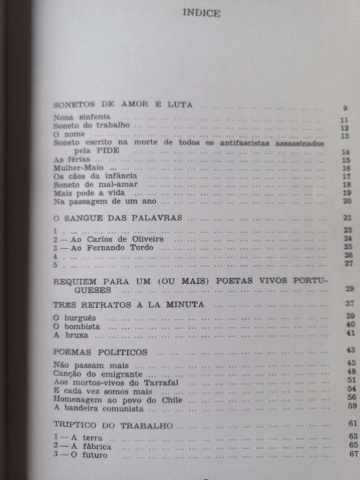 INDICE
SONETOS DE AMOR E LUTA ... 9
Nona sinfonia ... 11
Soneto do trabalho ... 12
O nome ... 13
Soneto escrito na morte de todos os antifascistas assassinados
pela PIDE ... 14
As férias ... 15
Mulher-Maio ... 16
Os cães da infância ... 17
Soneto de mal-amar ... 18
Mais pode a vida ... 19
Na passagem de um ano ... 20
O SANGUE DAS PALAVRAS ... 21
1 ... 23
2 — Ao Carlos de Oliveira ... 24
3 — Ao Fernando Tordo ... 25
4 ... 26
5 ... 27
REQUIEM PARA UM (OU MAIS) POETAS VIVOS PORTU-
GUESES ... 29
TRES RETRATOS A LA MINUTA ... 37
O burguês ... 39
O bombista ... 40
A bruxa ... 41
POEMAS POLITICOS ... 43
Não passam mais ... 45
Canção do emigrante ... 48
Aos mortos-vivos do Tarrafal ... 51
E cada vez somos mais ... 54
Homenagem ao povo do Chile ... 56
A bandeira comunista ... 59
TRIPTICO DO TRABALHO ... 61
1 — A terra ... 63
2 — A fábrica ... 65
3 — O futuro ... 67